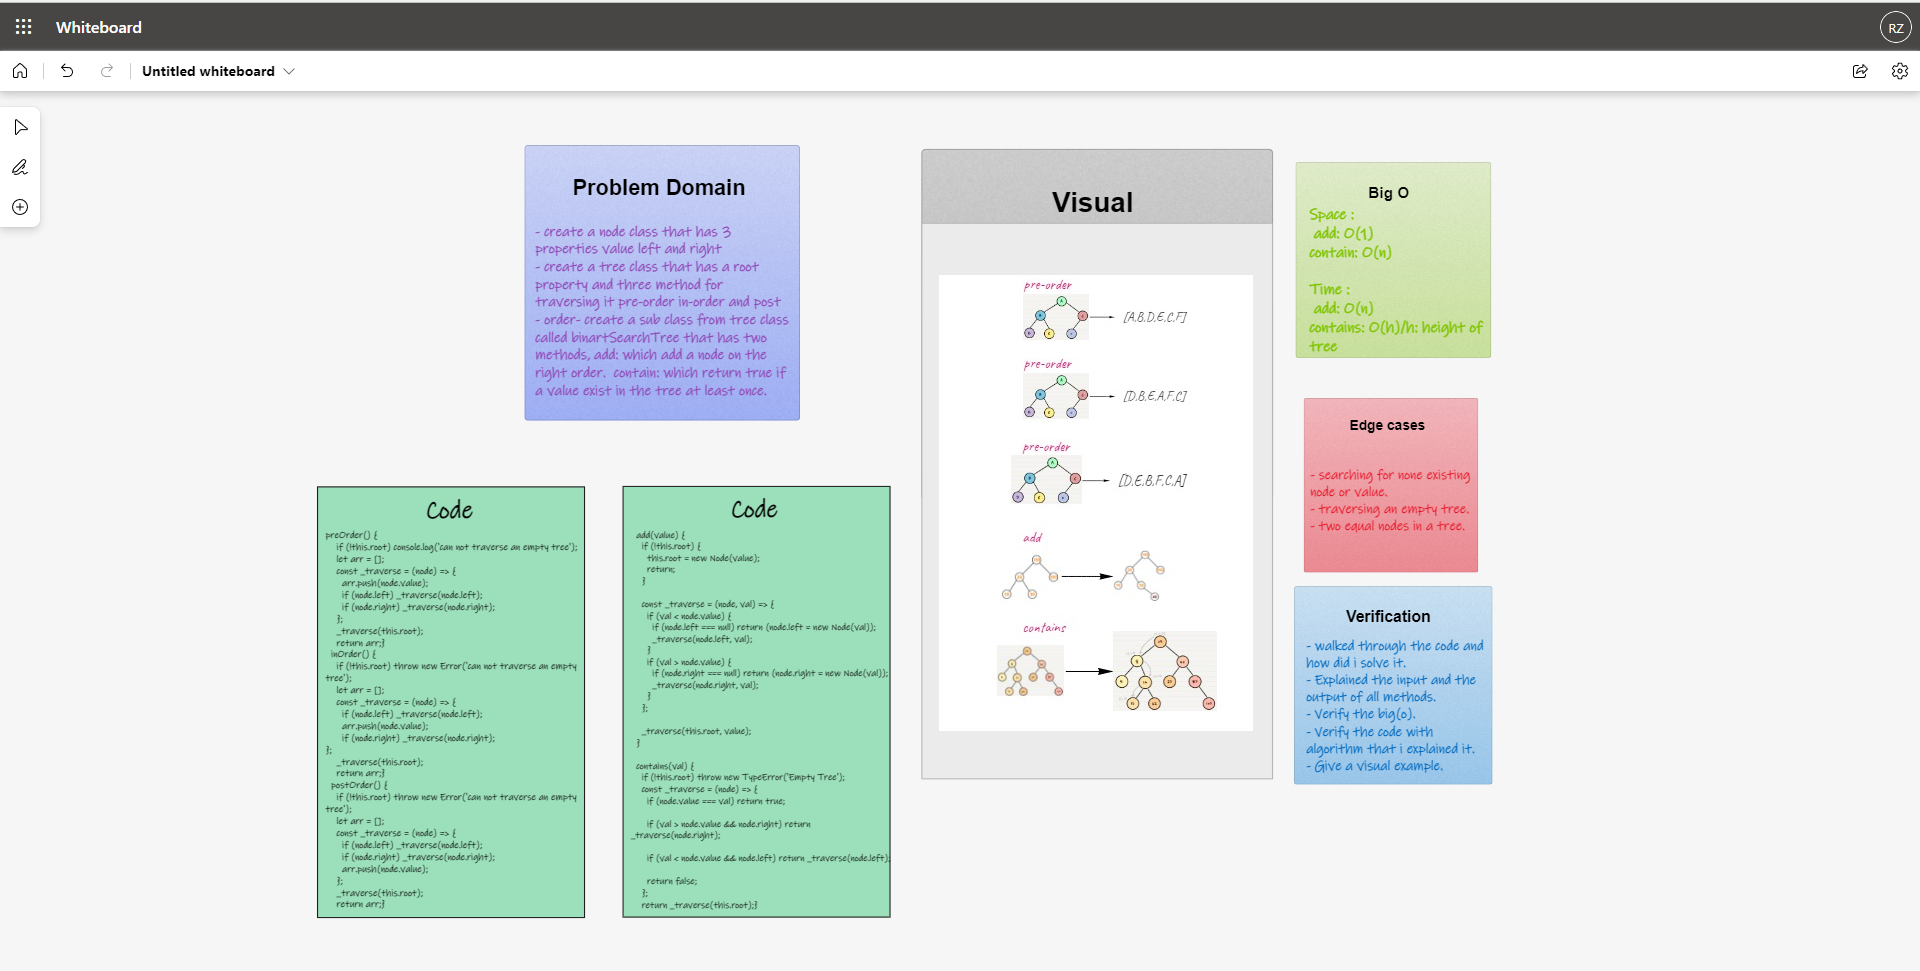 Whiteboard
RZ
Untitled whiteboard
Problem Domain
- create a node class that has 3
properties value left and right
- create a tree class that has a root
property and three method for
traversing it pre-order in-order and post
- order- create a sub class from tree class
called binartSearchTree that has two
methods, add: which add a node on the
right order. contain: which return true if
a value exist in the tree at least once.
Code
preOrder() {
if (!this.root) console.log('can not traverse an empty tree');
let arr = [];
const _traverse = (node) => {
arr.push(node.value);
if (node.left) _traverse(node.left);
if (node.right) _traverse(node.right);
};
_traverse(this.root);
return arr;}
inOrder() {
if (!this.root) throw new Error('can not traverse an empty
tree');
let arr = [];
const _traverse = (node) => {
if (node.left) _traverse(node.left);
arr.push(node.value);
if (node.right) _traverse(node.right);
};
_traverse(this.root);
return arr;}
postOrder() {
if (!this.root) throw new Error('can not traverse an empty
tree');
let arr = [];
const _traverse = (node) => {
if (node.left) _traverse(node.left);
if (node.right) _traverse(node.right);
arr.push(node.value);
};
_traverse(this.root);
return arr;}
Code
add(value) {
if (!this.root) {
this.root = new Node(value);
return;
}
const _traverse = (node, val) => {
if (val < node.value) {
if (node.left === null) return (node.left = new Node(val));
_traverse(node.left, val);
}
if (val > node.value) {
if (node.right === null) return (node.right = new Node(val));
_traverse(node.right, val);
}
};
_traverse(this.root, value);
}
contains(val) {
if (!this.root) throw new TypeError('Empty Tree');
const _traverse = (node) => {
if (node.value === val) return true;
if (val > node.value && node.right) return
_traverse(node.right);
if (val < node.value && node.left) return _traverse(node.left);
return false;
};
return _traverse(this.root);}
Visual
pre-order
[A,B,D,E,C,F]
pre-order
[D,B,E,A,F,C]
pre-order
[D,E,B,F,C,A]
add
contains
Big O
Space :
add: O(1)
contain: O(n)
Time :
add: O(n)
contains: O(h)/h: height of
tree
Edge cases
- searching for none existing
node or value.
- traversing an empty tree.
- two equal nodes in a tree.
Verification
- walked through the code and
how did i solve it.
- Explained the input and the
output of all methods.
- Verify the big(o).
- Verify the code with
algorithm that i explained it.
- Give a visual example.